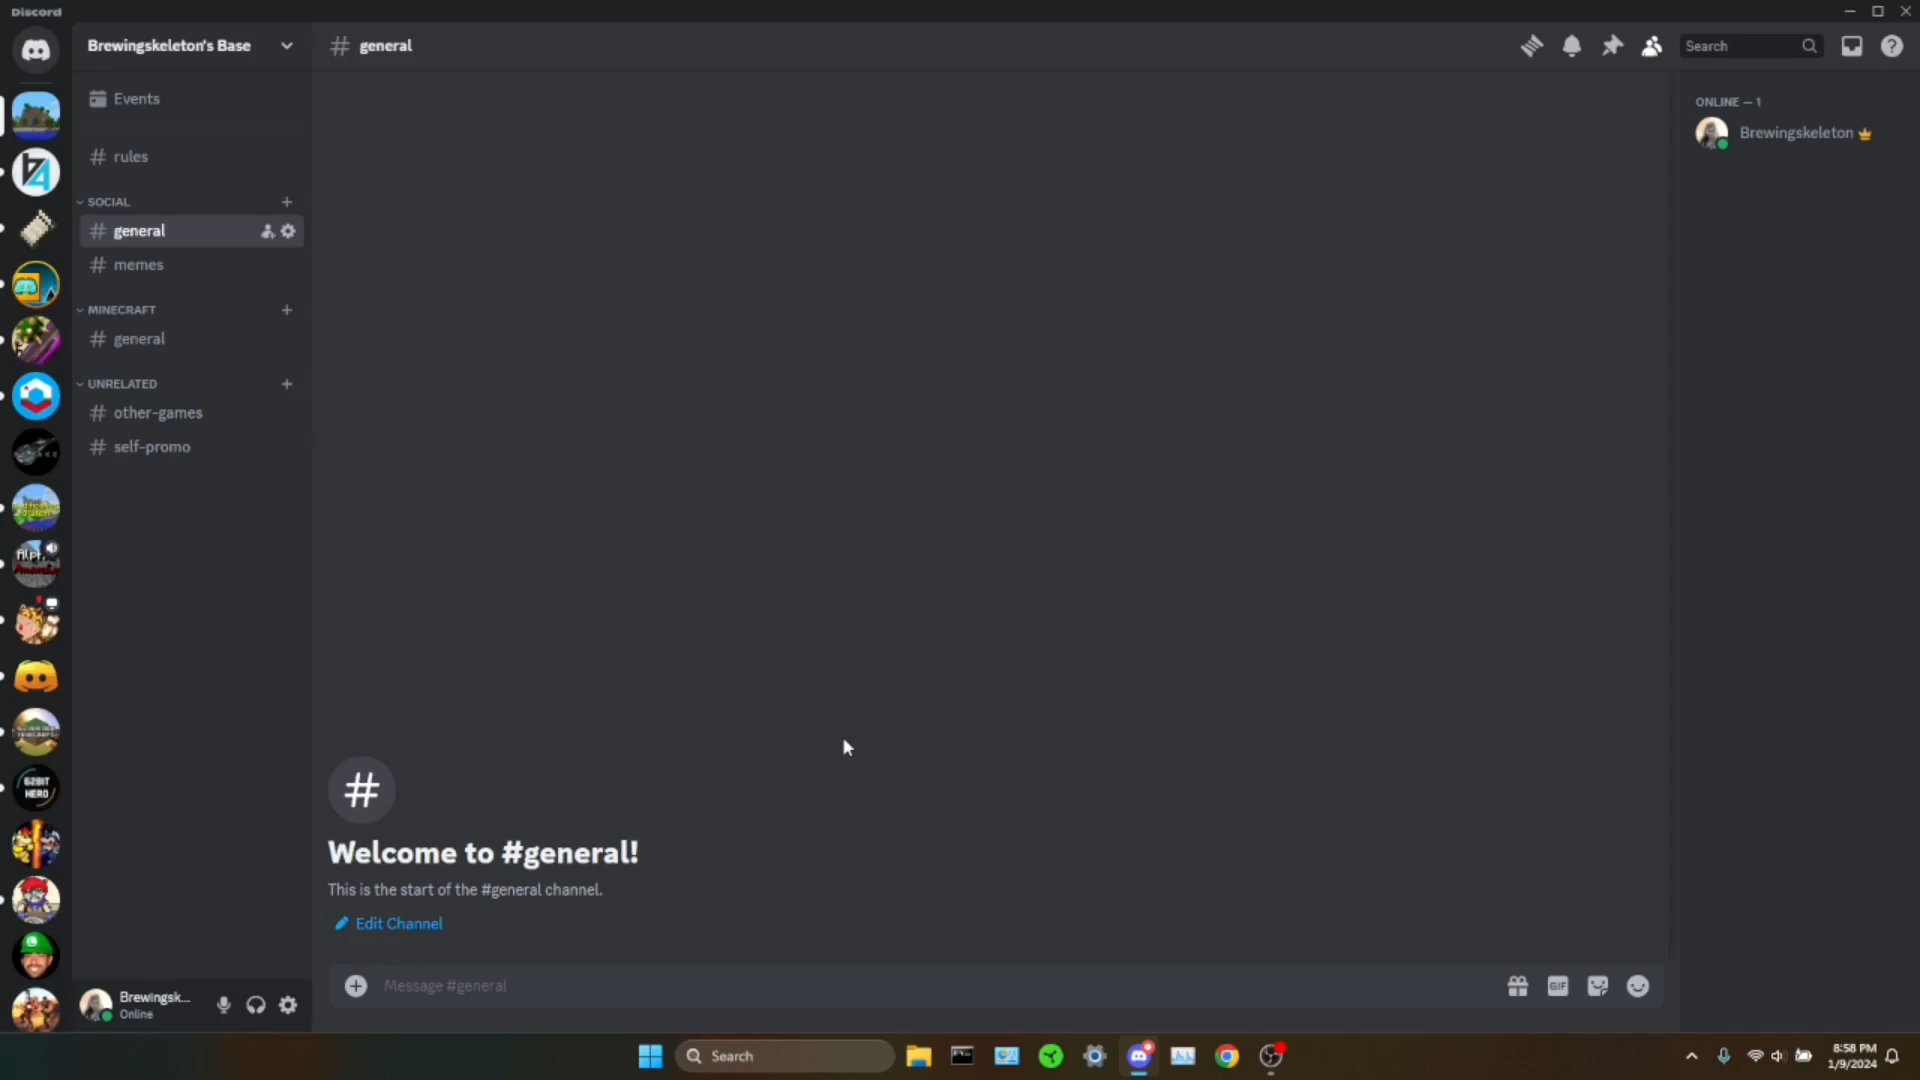 Discord
Brewingskeleton's Base
general
Search
Events
ONLINE — 1
Brewingskeleton
rules
SOCIAL
general
memes
MINECRAFT
general
UNRELATED
other-games
self-promo
62BIT
HERO
Welcome to #general!
This is the start of the #general channel.
Edit Channel
Message #general
GIF
Brewingsk...
Online
Search
8:58 PM
1/9/2024